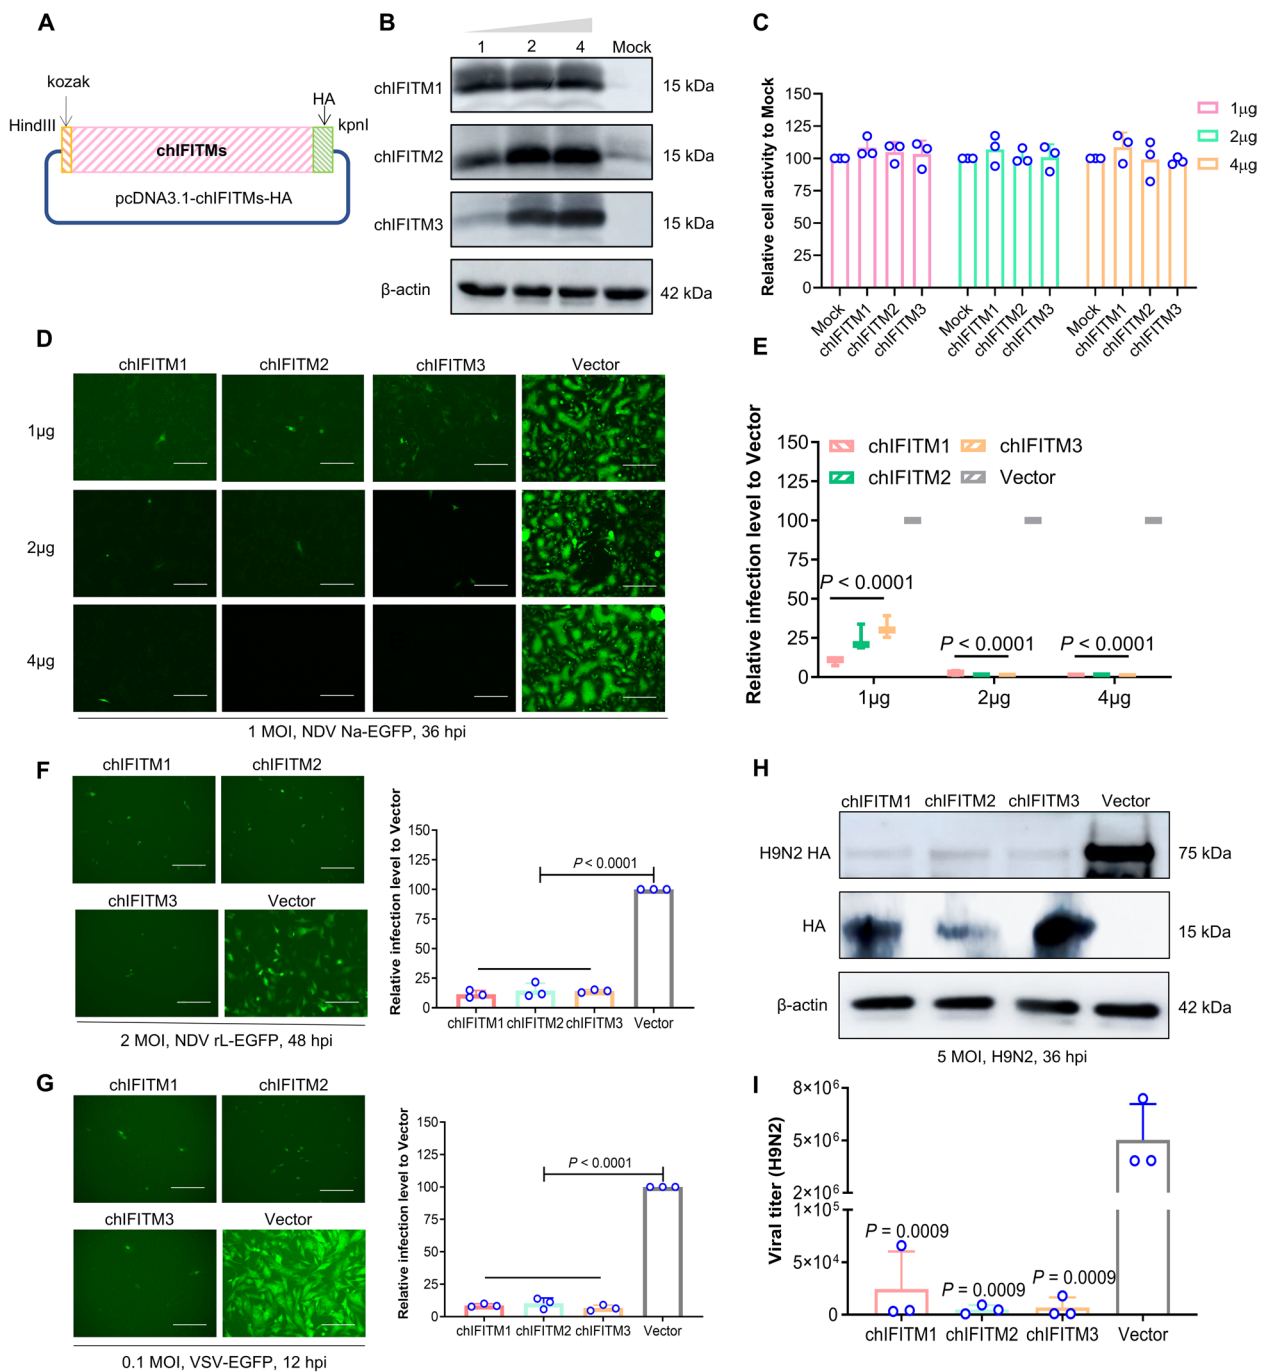 A
kozak
HindIII
HA
kpnI
chIFITMs
pcDNA3.1-chIFITMs-HA
B
1 2 4 Mock
chIFITM1 15 kDa
chIFITM2 15 kDa
chIFITM3 15 kDa
β-actin 42 kDa
C
Relative cell activity to Mock
150
125
100
75
50
25
0
Mock chIFITM1 chIFITM2 chIFITM3 Mock chIFITM1 chIFITM2 chIFITM3 Mock chIFITM1 chIFITM2 chIFITM3
1μg
2μg
4μg
D
chIFITM1 chIFITM2 chIFITM3 Vector
1μg
2μg
4μg
1 MOI, NDV Na-EGFP, 36 hpi
E
Relative infection level to Vector
150
125
100
75
50
25
0
chIFITM1 chIFITM3
chIFITM2 Vector
P < 0.0001
P < 0.0001 P < 0.0001
1μg 2μg 4μg
F
chIFITM1 chIFITM2
chIFITM3 Vector
2 MOI, NDV rL-EGFP, 48 hpi
Relative infection level to Vector
150
100
75
50
25
0
P < 0.0001
chIFITM1 chIFITM2 chIFITM3 Vector
G
chIFITM1 chIFITM2
chIFITM3 Vector
0.1 MOI, VSV-EGFP, 12 hpi
Relative infection level to Vector
150
125
100
75
50
25
0
P < 0.0001
chIFITM1 chIFITM2 chIFITM3 Vector
H
chIFITM1 chIFITM2 chIFITM3 Vector
H9N2 HA 75 kDa
HA 15 kDa
β-actin 42 kDa
5 MOI, H9N2, 36 hpi
I
Viral titer (H9N2)
8×10⁶
5×10⁶
2×10⁶
1×10⁵
5×10⁴
0
P = 0.0009
P = 0.0009
P = 0.0009
chIFITM1 chIFITM2 chIFITM3 Vector